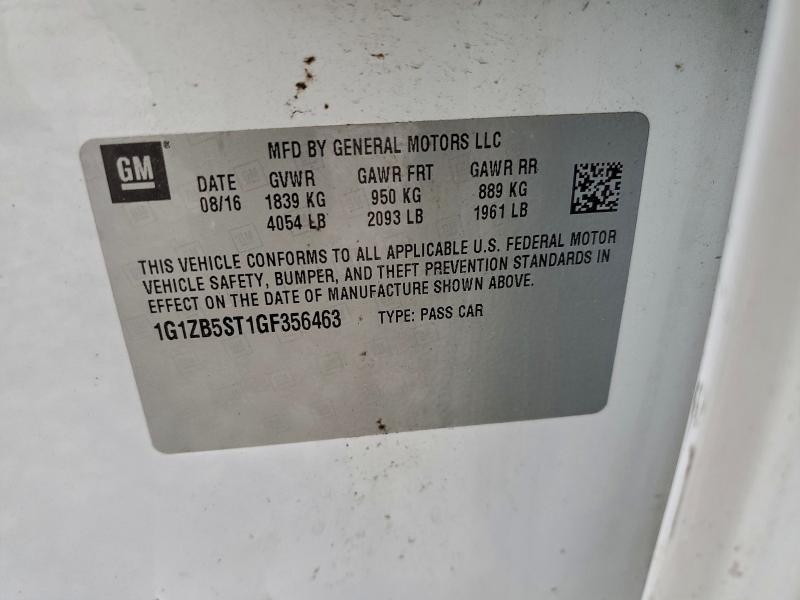 GM®
MFD BY GENERAL MOTORS LLC
DATE GVWR GAWR FRT GAWR RR
08/16 1839 KG 950 KG 889 KG
4054 LB 2093 LB 1961 LB
THIS VEHICLE CONFORMS TO ALL APPLICABLE U.S. FEDERAL MOTOR
VEHICLE SAFETY, BUMPER, AND THEFT PREVENTION STANDARDS IN
EFFECT ON THE DATE OF MANUFACTURE SHOWN ABOVE.
1G1ZB5ST1GF356463 TYPE: PASS CAR